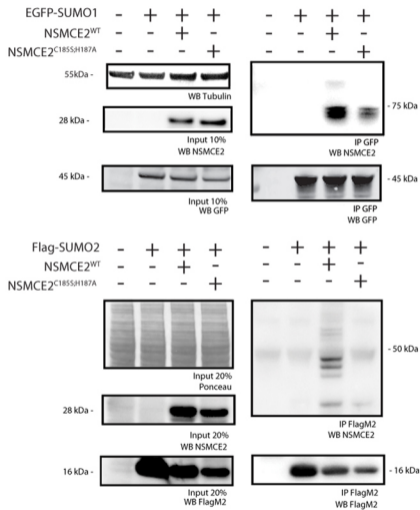 EGFP-SUMO1 - + + + - + + +
NSMCE2WT - - + - - - + -
NSMCE2C185S;H187A - - - + - - - +
55kDa -
WB Tubulin
28 kDa -
Input 10%
WB NSMCE2
- 75 kDa
IP GFP
WB NSMCE2
45 kDa -
Input 10%
WB GFP
- 45 kDa
IP GFP
WB GFP
Flag-SUMO2 - + + + - + + +
NSMCE2WT - - + - - - + -
NSMCE2C185S;H187A - - - + - - - +
Input 20%
Ponceau
28 kDa -
Input 20%
WB NSMCE2
- 50 kDa
IP FlagM2
WB NSMCE2
16 kDa -
Input 20%
WB FlagM2
- 16 kDa
IP FlagM2
WB FlagM2